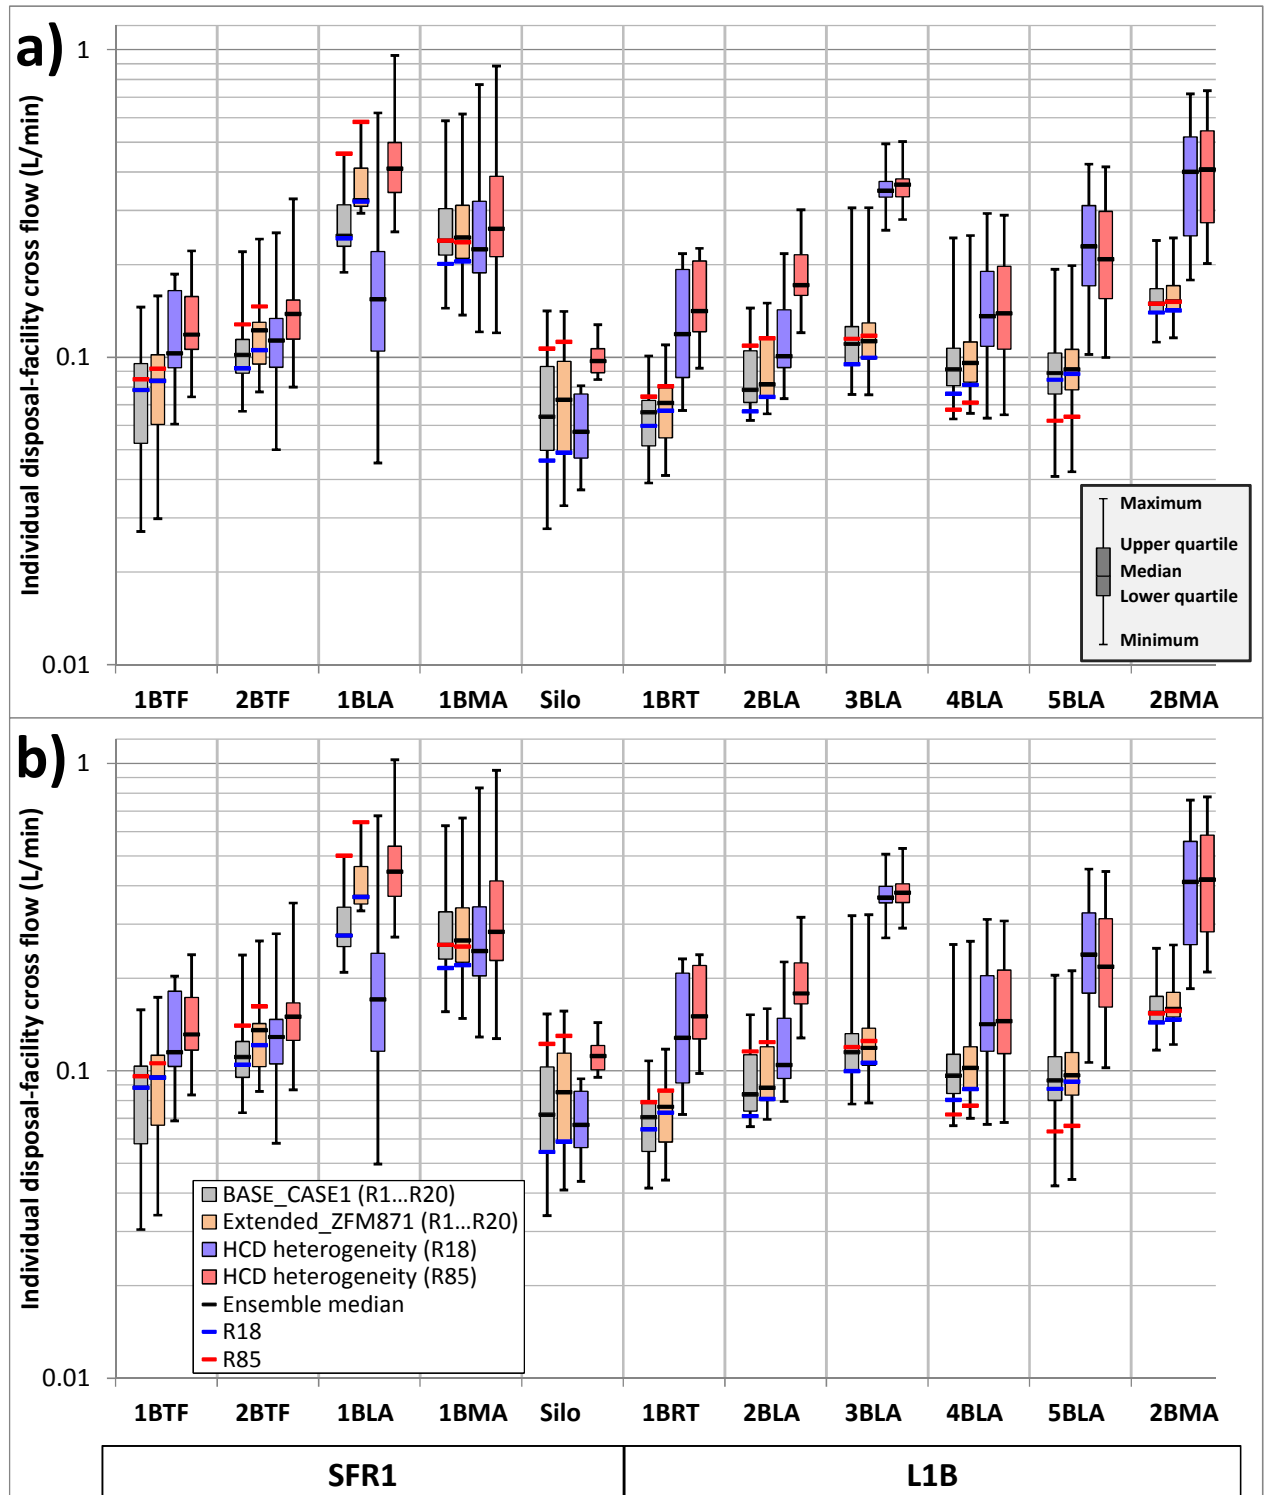 a)
Individual disposal-facility cross flow (L/min)
1
0.1
0.01
Maximum
Upper quartile
Median
Lower quartile
Minimum
1BTF 2BTF 1BLA 1BMA Silo 1BRT 2BLA 3BLA 4BLA 5BLA 2BMA
b)
Individual disposal-facility cross flow (L/min)
1
0.1
0.01
BASE_CASE1 (R1...R20)
Extended_ZFM871 (R1...R20)
HCD heterogeneity (R18)
HCD heterogeneity (R85)
Ensemble median
R18
R85
1BTF 2BTF 1BLA 1BMA Silo 1BRT 2BLA 3BLA 4BLA 5BLA 2BMA
SFR1 L1B